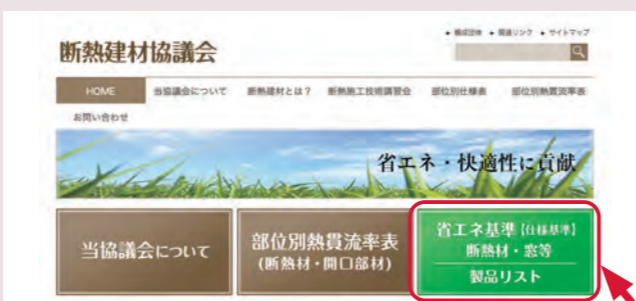 構成団体 関連リンク サイトマップ
断熱建材協議会
HOME 当協議会について 断熱建材とは？ 断熱施工技術講習会 部位別仕様表 部位別熱貫流率表
お問い合わせ
省エネ・快適性に貢献
当協議会について
部位別熱貫流率表
(断熱材・開口部材)
省エネ基準【仕様基準】
断熱材・窓等
製品リスト